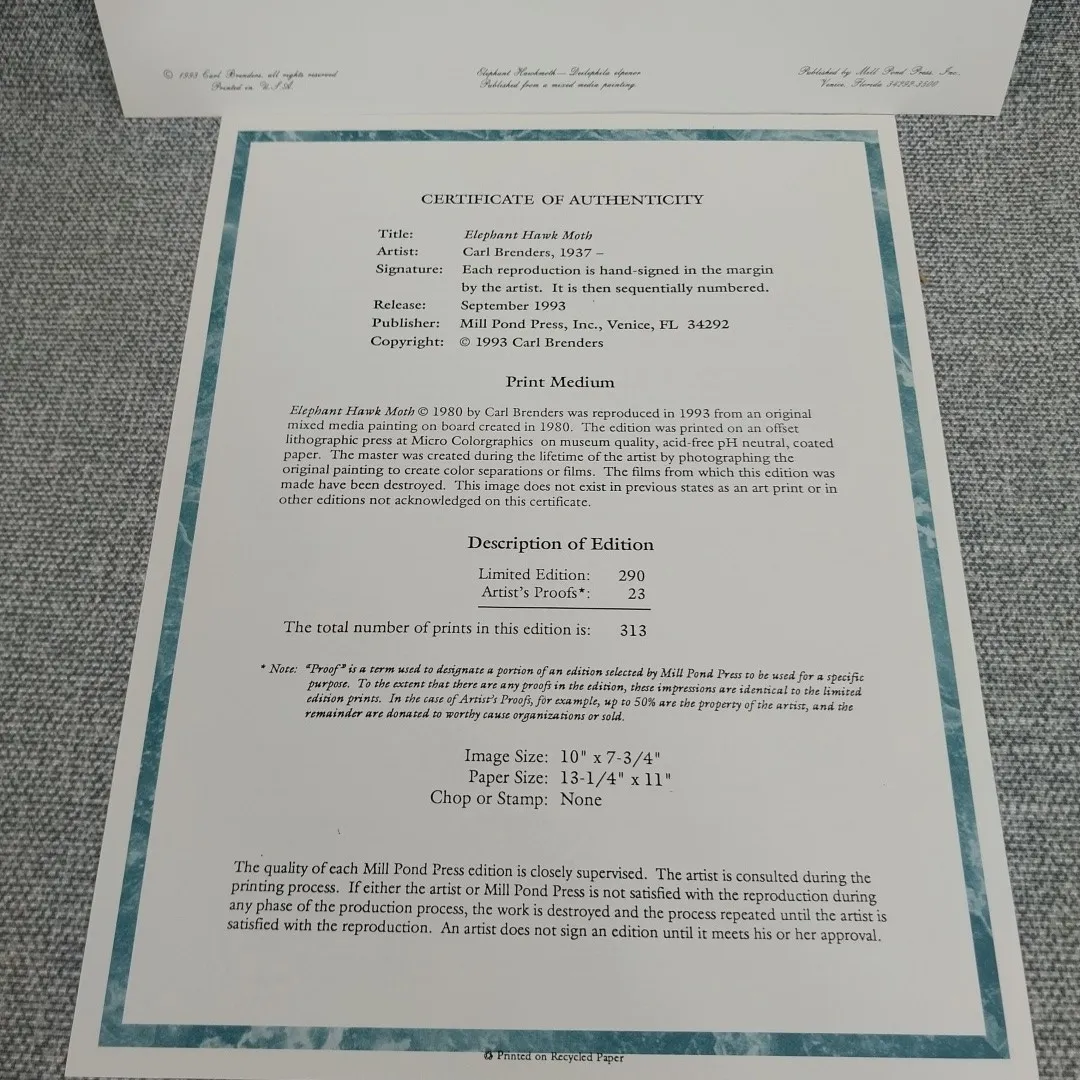 © 1993 Carl Brenders, all rights reserved
Printed in U.S.A.
Elephant Hawkmoth— Deilephila elpenor
Published from a mixed media painting.
Published by Mill Pond Press, Inc.
Venice, Florida 34292-3500
CERTIFICATE OF AUTHENTICITY
Title: Elephant Hawk Moth
Artist: Carl Brenders, 1937 –
Signature: Each reproduction is hand-signed in the margin
by the artist. It is then sequentially numbered.
Release: September 1993
Publisher: Mill Pond Press, Inc., Venice, FL 34292
Copyright: © 1993 Carl Brenders
Print Medium
Elephant Hawk Moth © 1980 by Carl Brenders was reproduced in 1993 from an original
mixed media painting on board created in 1980. The edition was printed on an offset
lithographic press at Micro Colorgraphics on museum quality, acid-free pH neutral, coated
paper. The master was created during the lifetime of the artist by photographing the
original painting to create color separations or films. The films from which this edition was
made have been destroyed. This image does not exist in previous states as an art print or in
other editions not acknowledged on this certificate.
Description of Edition
Limited Edition: 290
Artist's Proofs*: 23
The total number of prints in this edition is: 313
* Note: "Proof" is a term used to designate a portion of an edition selected by Mill Pond Press to be used for a specific
purpose. To the extent that there are any proofs in the edition, these impressions are identical to the limited
edition prints. In the case of Artist's Proofs, for example, up to 50% are the property of the artist, and the
remainder are donated to worthy cause organizations or sold.
Image Size: 10" x 7-3/4"
Paper Size: 13-1/4" x 11"
Chop or Stamp: None
The quality of each Mill Pond Press edition is closely supervised. The artist is consulted during the
printing process. If either the artist or Mill Pond Press is not satisfied with the reproduction during
any phase of the production process, the work is destroyed and the process repeated until the artist is
satisfied with the reproduction. An artist does not sign an edition until it meets his or her approval.
Printed on Recycled Paper